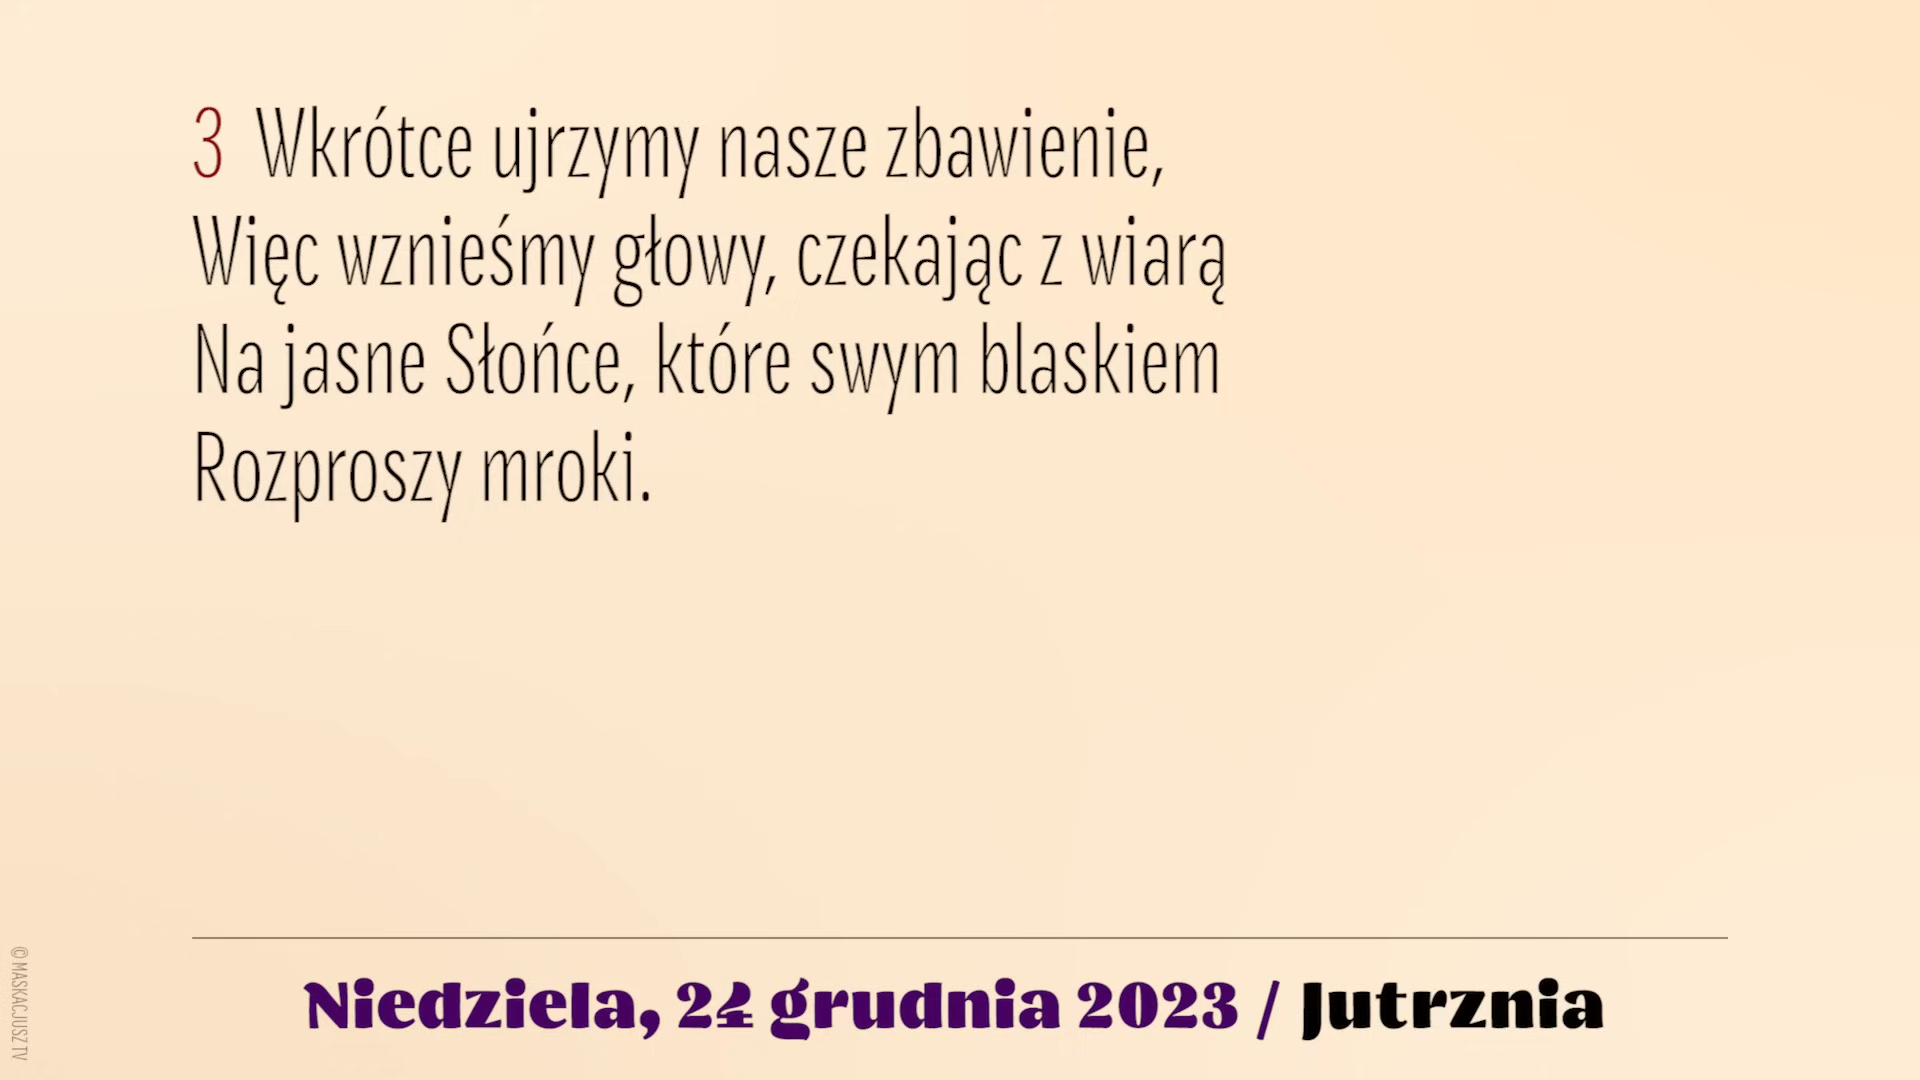 3 Wkrótce ujrzymy nasze zbawienie,
Więc wznieśmy głowy, czekając z wiarą
Na jasne Słońce, które swym blaskiem
Rozproszy mroki.
Niedziela, 24 grudnia 2023 / Jutrznia
© MASKACJUSZ TV